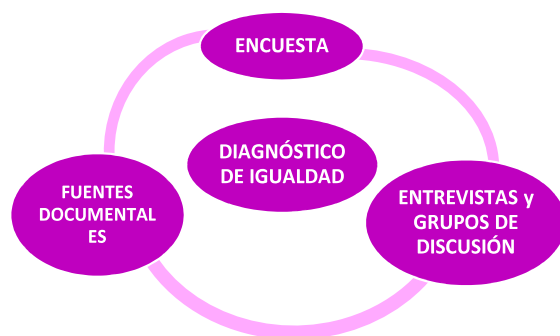 ENCUESTA
DIAGNÓSTICO
DE IGUALDAD
FUENTES
DOCUMENTAL
ES
ENTREVISTAS y
GRUPOS DE
DISCUSIÓN